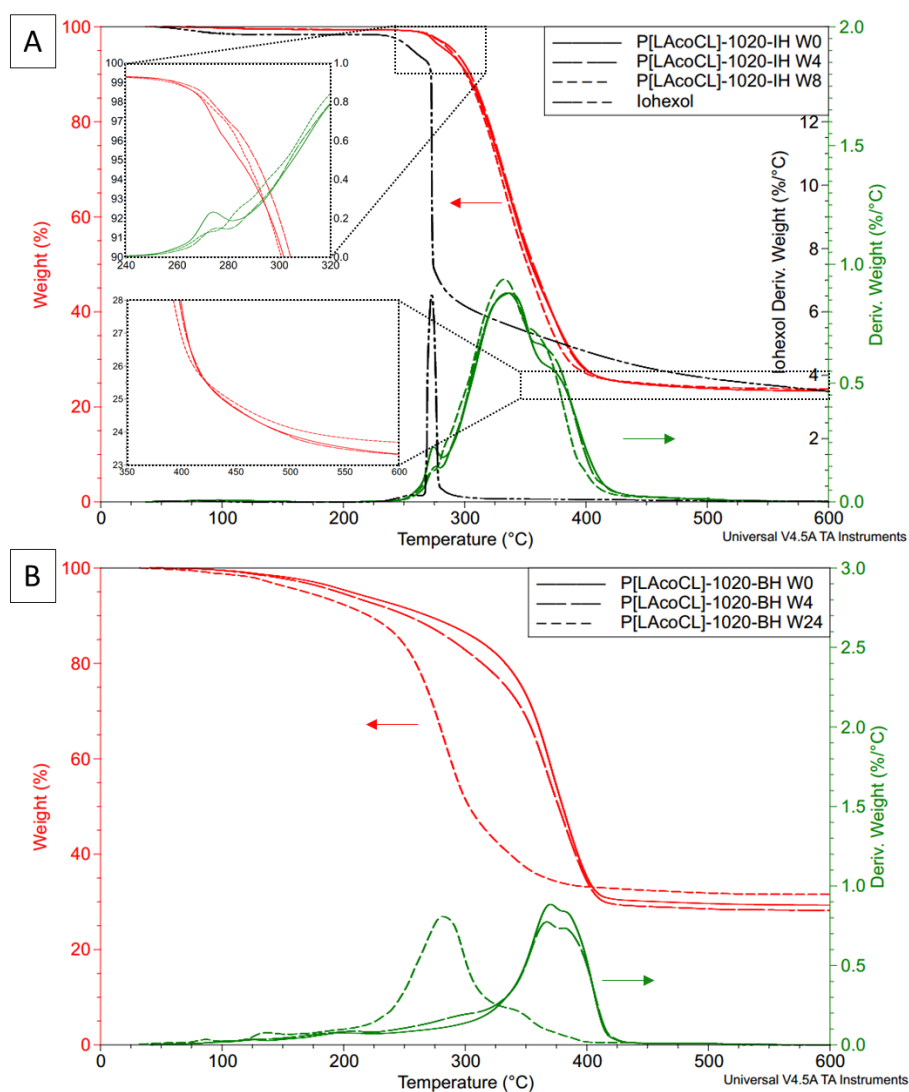 A
P[LAcoCL]-1020-IH W0
P[LAcoCL]-1020-IH W4
P[LAcoCL]-1020-IH W8
Iohexol
100
80
60
40
20
0
Weight (%)
2.0
1.5
1.0
0.5
0.0
Deriv. Weight (%/°C)
12
10
8
6
4
2
Iohexol Deriv. Weight (%/°C)
100
99
98
97
96
95
94
93
92
91
90
1.0
0.8
0.6
0.4
0.2
0.0
240 260 280 300 320
28
27
26
25
24
23
350 400 450 500 550 600
0 100 200 300 400 500 600
Temperature (°C)
Universal V4.5A TA Instruments
B
P[LAcoCL]-1020-BH W0
P[LAcoCL]-1020-BH W4
P[LAcoCL]-1020-BH W24
100
80
60
40
20
0
Weight (%)
3.0
2.5
2.0
1.5
1.0
0.5
0.0
Deriv. Weight (%/°C)
0 100 200 300 400 500 600
Temperature (°C)
Universal V4.5A TA Instruments